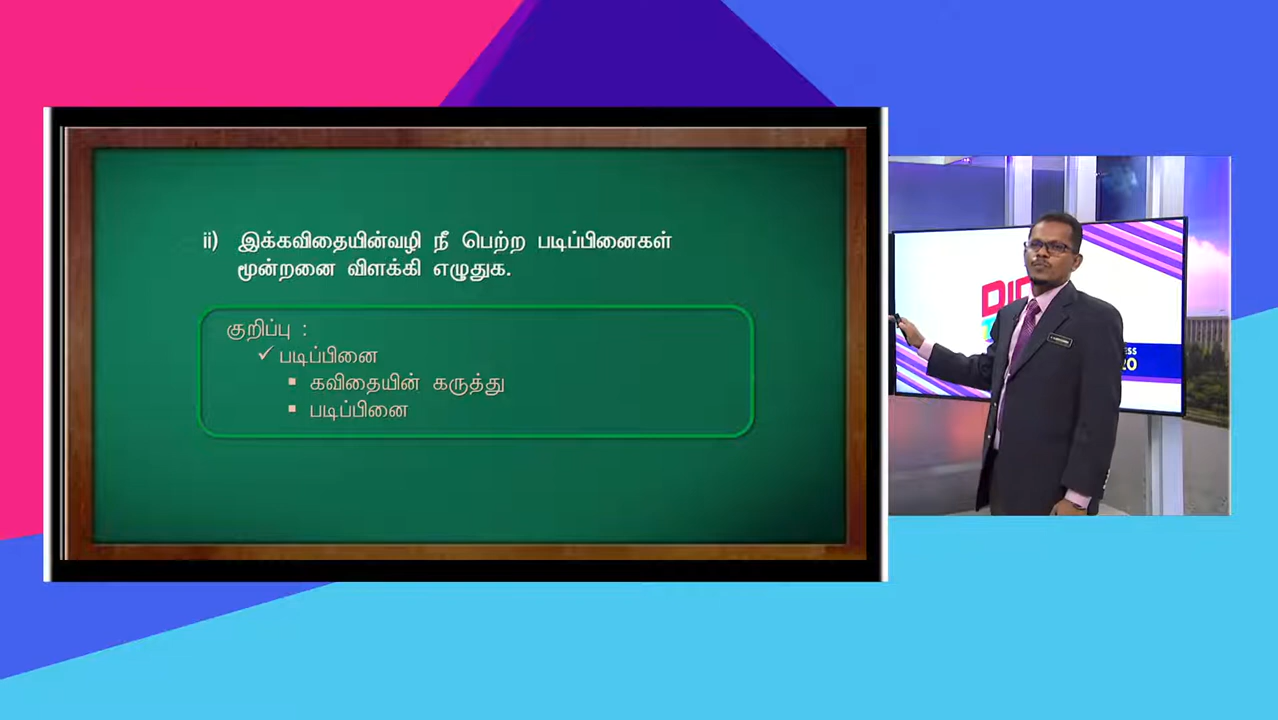 ii) இக்கவிதையின்வழி நீ பெற்ற படிப்பினைகள்
மூன்றனை விளக்கி எழுதுக.
குறிப்பு :
✓ படிப்பினை
▪ கவிதையின் கருத்து
▪ படிப்பினை